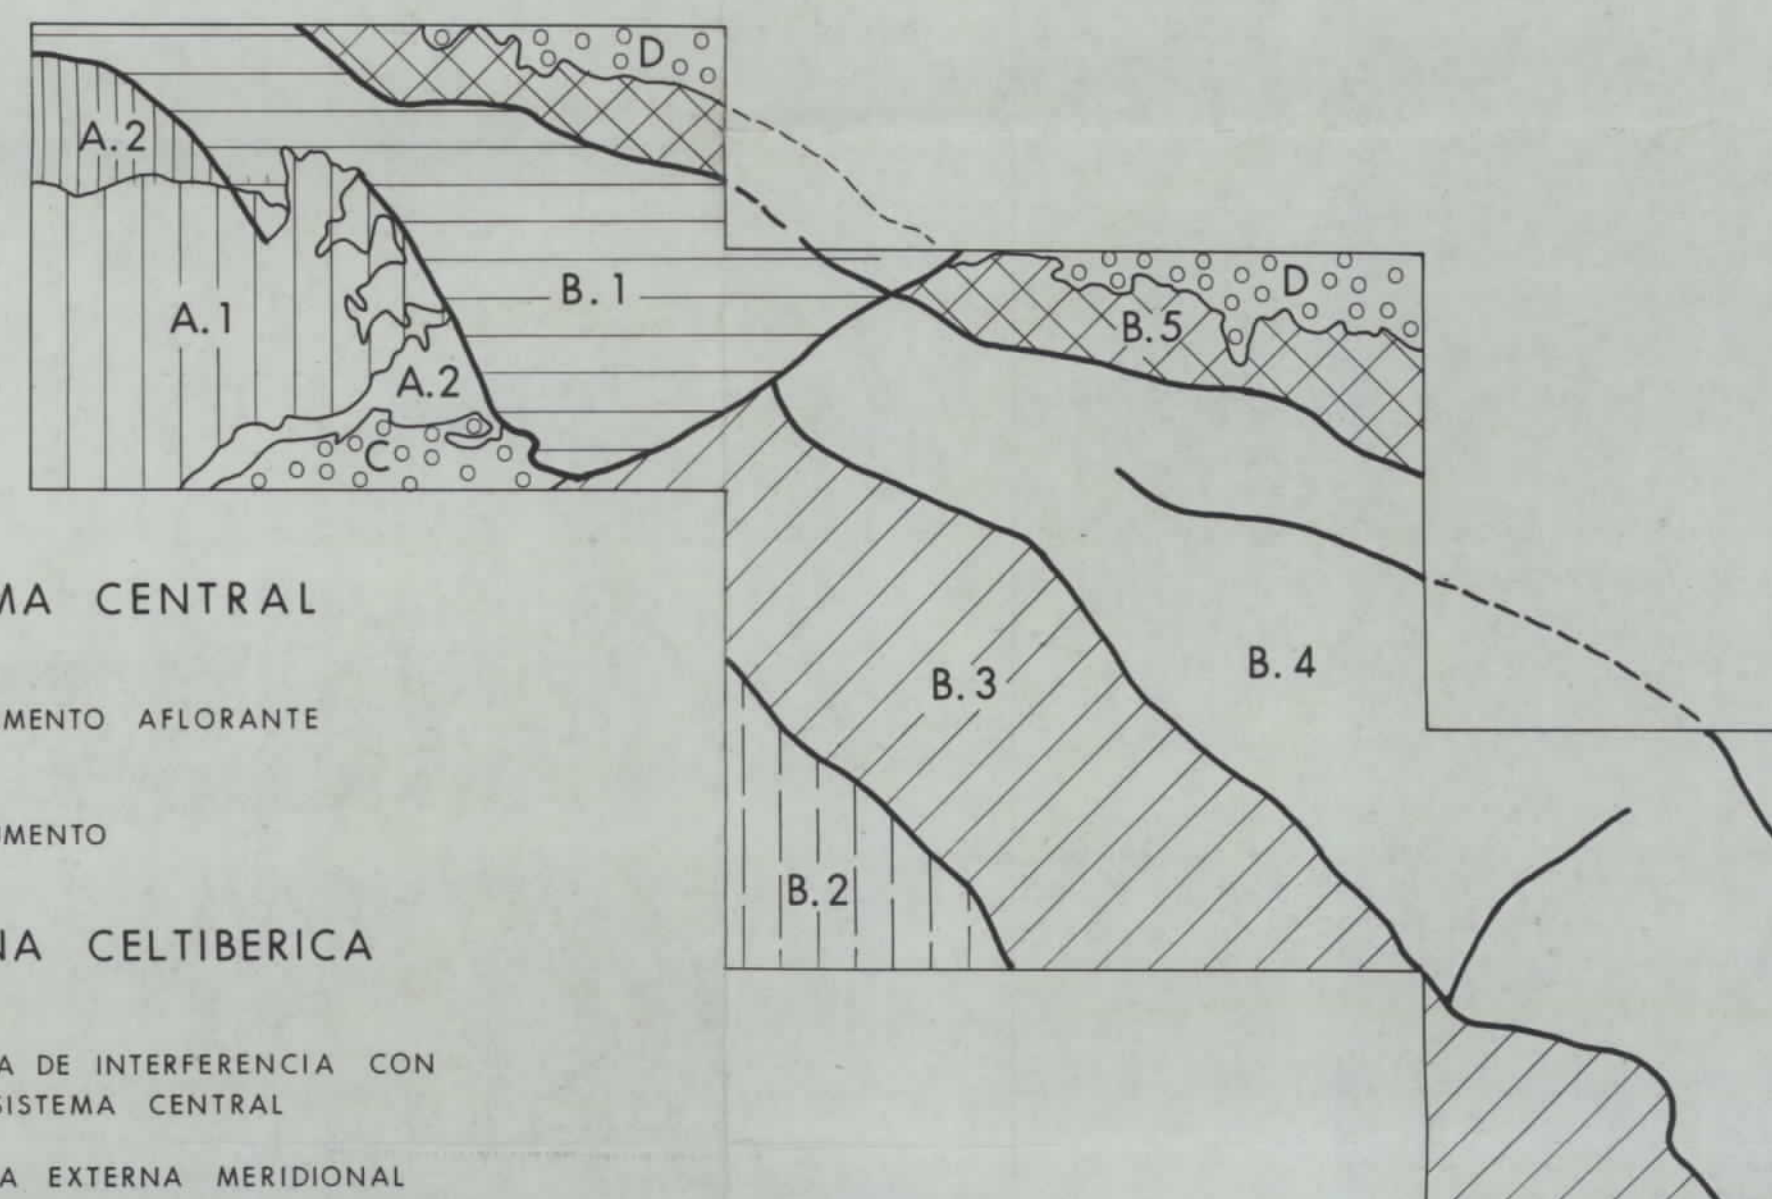 D
A.2
B.1
D
A.1
B.5
A.2
C
MA CENTRAL
B.4
B.3
MENTO AFLORANTE
UMENTO
B.2
NA CELTIBERICA
A DE INTERFERENCIA CON
SISTEMA CENTRAL
A EXTERNA MERIDIONAL